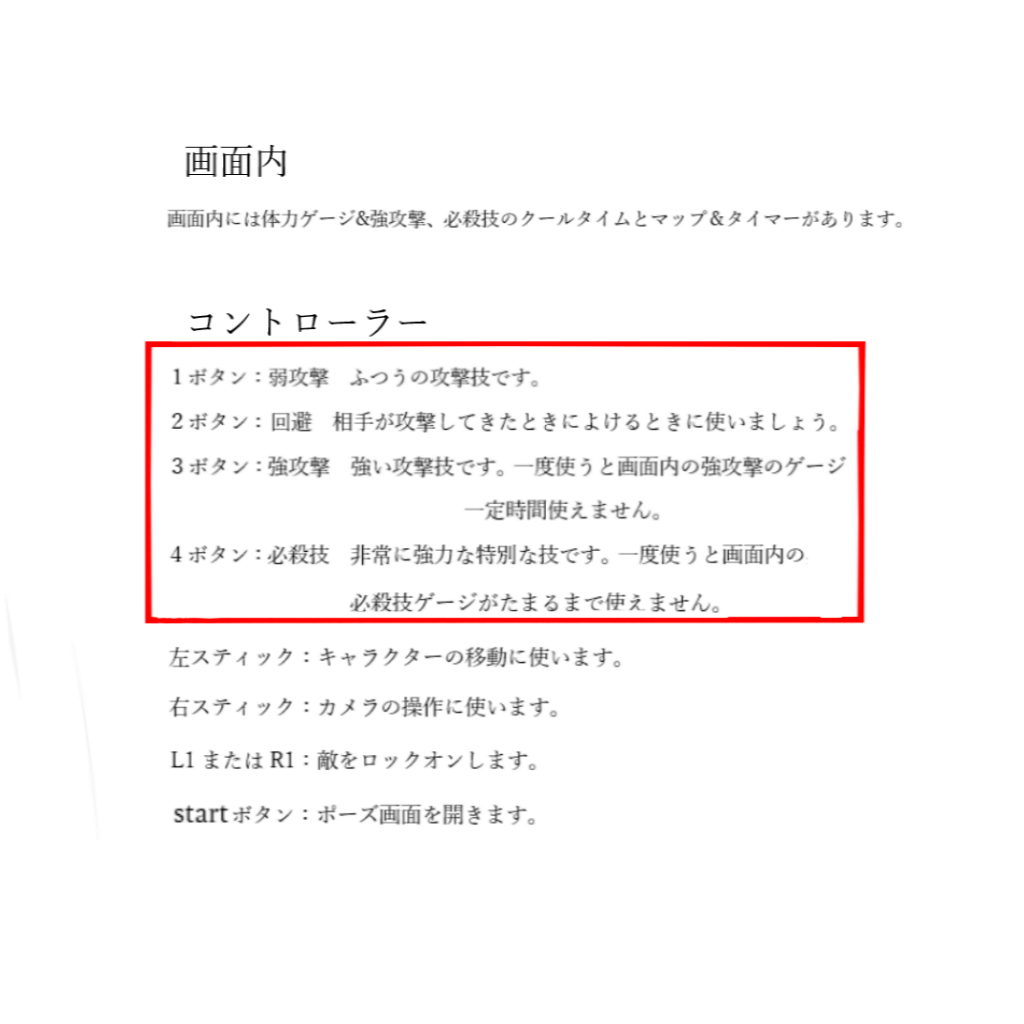 画面内
画面内には体力ゲージ&強攻撃、必殺技のクールタイムとマップ&タイマーがあります。
コントローラー
1ボタン：弱攻撃　ふつうの攻撃技です。
2ボタン：回避　相手が攻撃してきたときによけるときに使いましょう。
3ボタン：強攻撃　強い攻撃技です。一度使うと画面内の強攻撃のゲージ
一定時間使えません。
4ボタン：必殺技　非常に強力な特別な技です。一度使うと画面内の
必殺技ゲージがたまるまで使えません。
左スティック：キャラクターの移動に使います。
右スティック：カメラの操作に使います。
L1 または R1：敵をロックオンします。
startボタン：ポーズ画面を開きます。